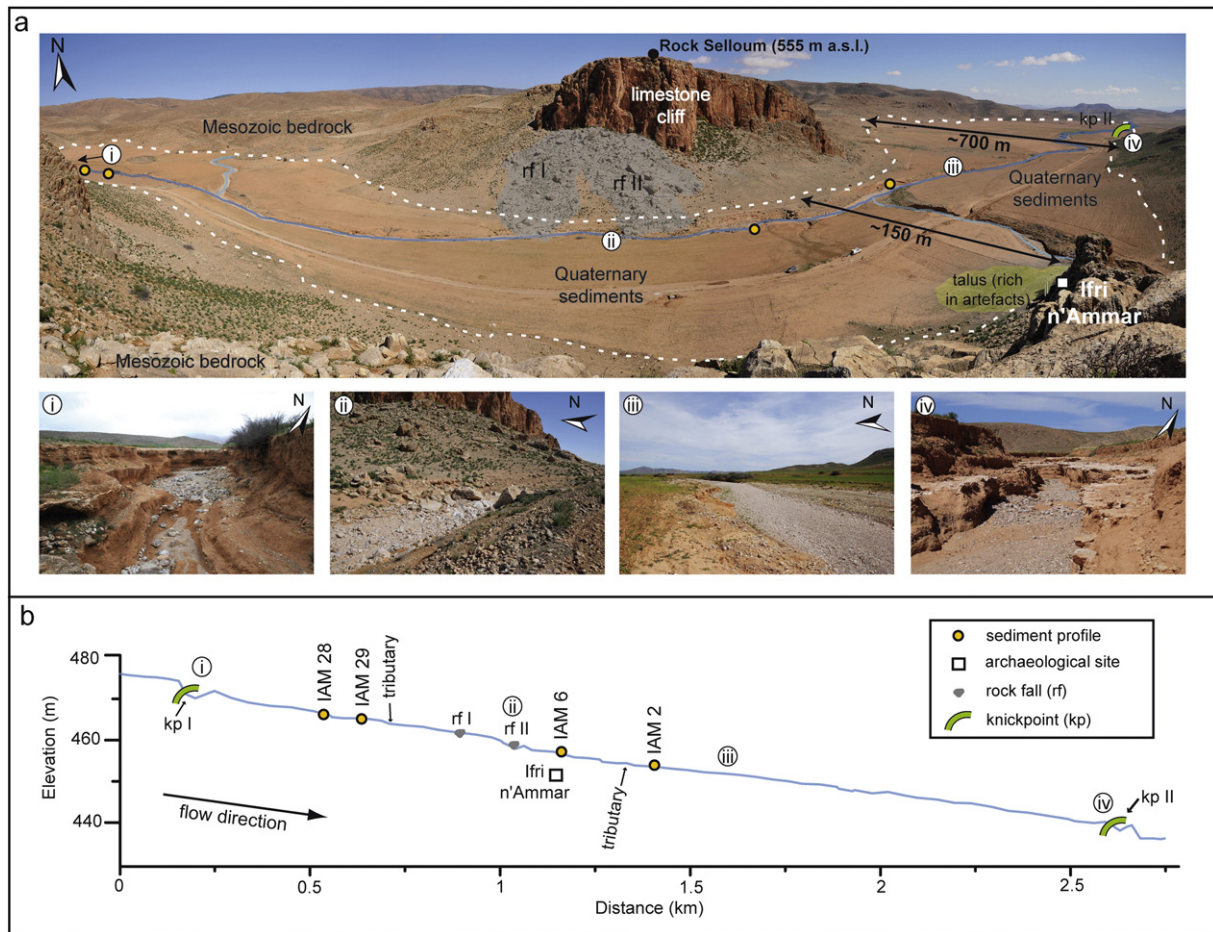 a
N
Rock Selloum (555 m a.s.l.)
limestone
cliff
Mesozoic bedrock
kp II
~700 m
i
iv
iii
rf I
rf II
Quaternary
sediments
~150 m
ii
Quaternary
sediments
talus (rich
in artefacts)
Ifri
n'Ammar
Mesozoic bedrock
i
N
ii
N
iii
N
iv
N
b
480
460
440
Elevation (m)
i
kp I
IAM 28
IAM 29
tributary
rf I
ii
rf II
IAM 6
Ifri
n'Ammar
IAM 2
tributary
iii
iv
kp II
flow direction
sediment profile
archaeological site
rock fall (rf)
knickpoint (kp)
0
0.5
1
1.5
2
2.5
Distance (km)